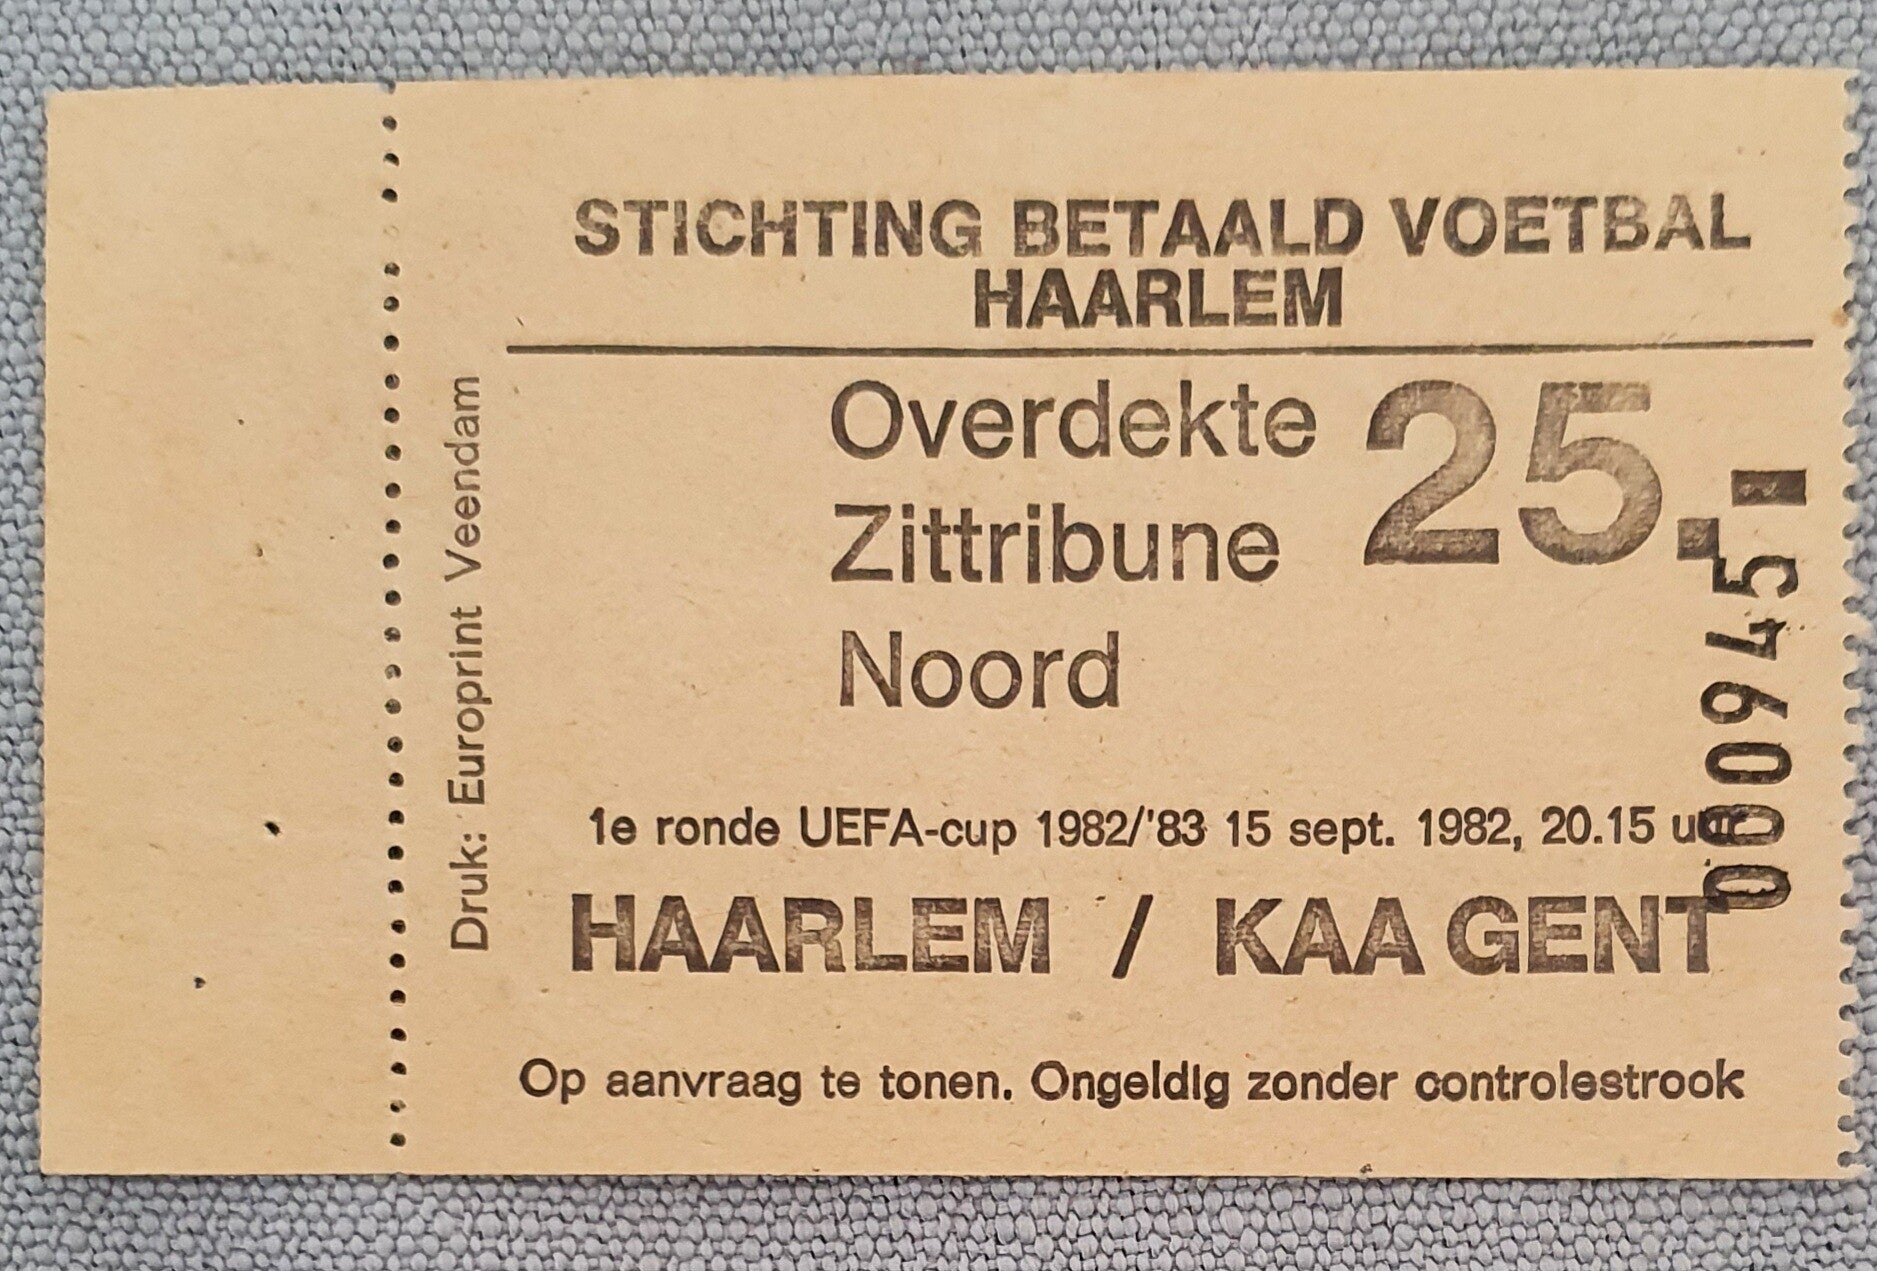 STICHTING BETAALD VOETBAL
HAARLEM
Overdekte
Zittribune
Noord
25.-
000945
1e ronde UEFA-cup 1982/'83 15 sept. 1982, 20.15 uur
HAARLEM / KAA GENT
Op aanvraag te tonen. Ongeldig zonder controlestrook
Druk: Europrint Veendam